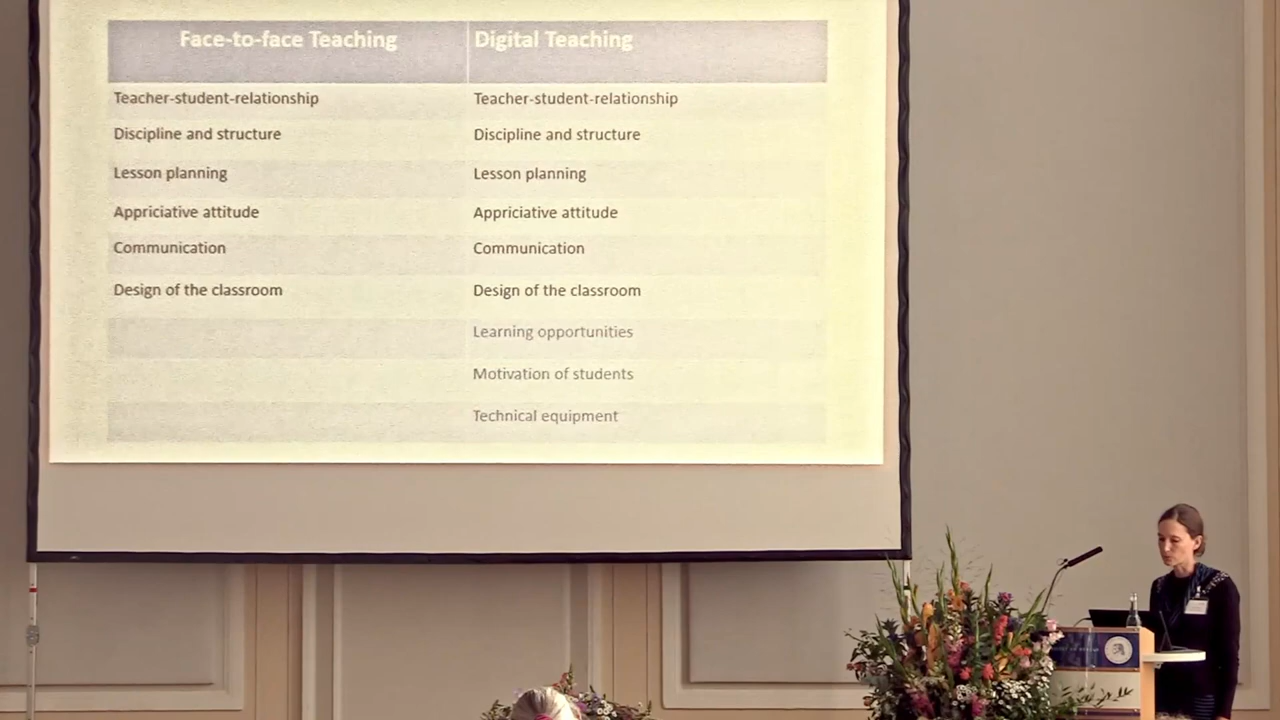 Face-to-face Teaching Digital Teaching
Teacher-student-relationship Teacher-student-relationship
Discipline and structure Discipline and structure
Lesson planning Lesson planning
Appriciative attitude Appriciative attitude
Communication Communication
Design of the classroom Design of the classroom
Learning opportunities
Motivation of students
Technical equipment